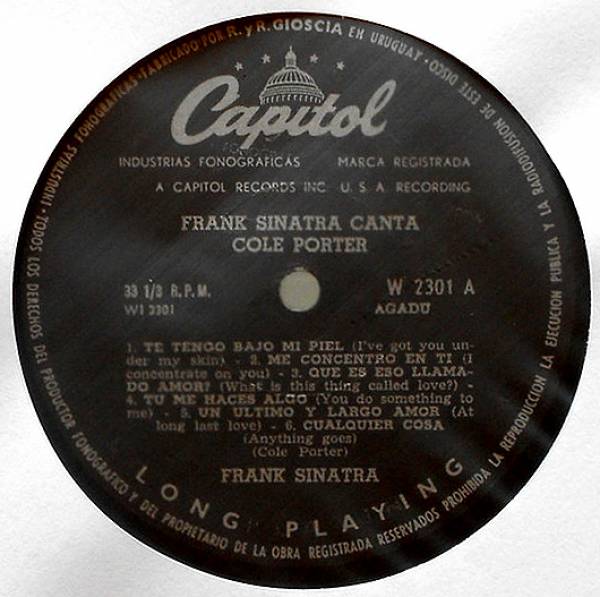 INDUSTRIAS FONOGRAFICAS · FABRICADO POR R. y R. GIOSCIA EN URUGUAY ·
Capitol
INDUSTRIAS FONOGRAFICAS MARCA REGISTRADA
A CAPITOL RECORDS INC. U. S. A. RECORDING
FRANK SINATRA CANTA
COLE PORTER
33 1/3 R.P.M. W 2301 A
W1 2301 AGADU
1. TE TENGO BAJO MI PIEL (I've got you un-
der my skin) - 2. ME CONCENTRO EN TI (I
concentrate on you) - 3. QUE ES ESO LLAMA-
DO AMOR? (What is this thing called love?) -
4. TU ME HACES ALGO (You do something to
me) - 5. UN ULTIMO Y LARGO AMOR (At
long last love) - 6. CUALQUIER COSA
(Anything goes)
(Cole Porter)
FRANK SINATRA
LONG PLAYING
TODOS LOS DERECHOS DEL PRODUCTOR FONOGRAFICO Y DEL PROPIETARIO DE LA OBRA REGISTRADA RESERVADOS PROHIBIDA LA REPRODUCCION LA EJECUCION PUBLICA Y LA RADIODIFUSION DE ESTE DISCO